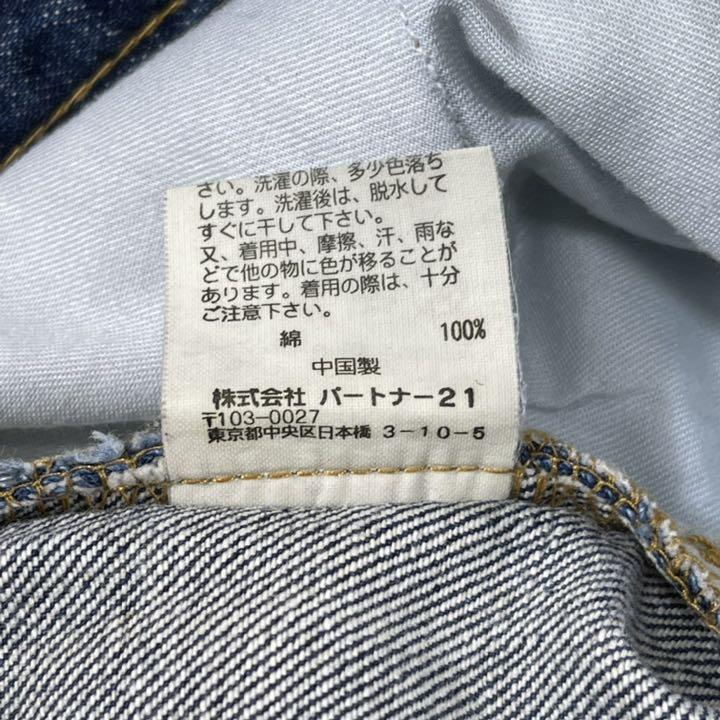 さい。洗濯の際、多少色落ち
します。洗濯後は、脱水して
すぐに干して下さい。
又、着用中、摩擦、汗、雨な
どで他の物に色が移ることが
あります。着用の際は、十分
ご注意下さい。
綿 100%
中国製
株式会社 パートナー21
〒103-0027
東京都中央区日本橋 3-10-5